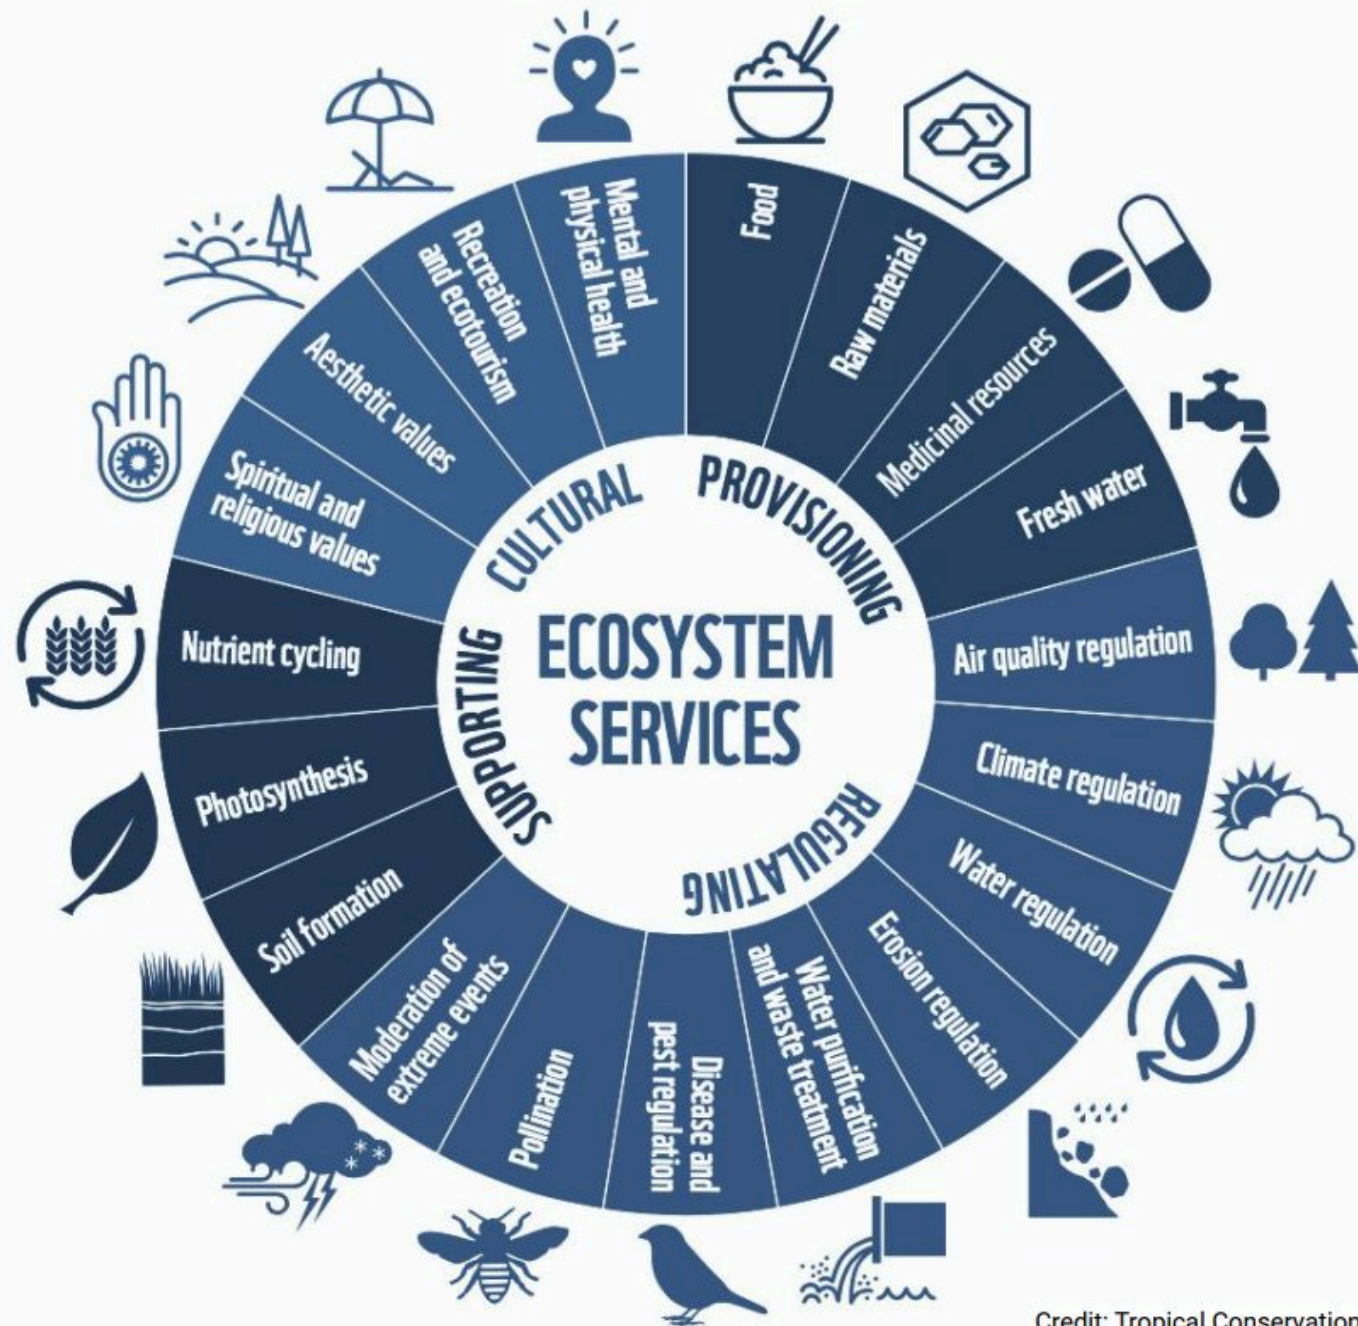 ECOSYSTEM
SERVICES
PROVISIONING
Food
Raw materials
Medicinal resources
Fresh water
REGULATING
Air quality regulation
Climate regulation
Water regulation
Erosion regulation
Water purification
and waste treatment
Disease and
pest regulation
Pollination
Moderation of
extreme events
SUPPORTING
Soil formation
Photosynthesis
Nutrient cycling
CULTURAL
Spiritual and
religious values
Aesthetic values
Recreation
and ecotourism
Mental and
physical health
Credit: Tropical Conservation